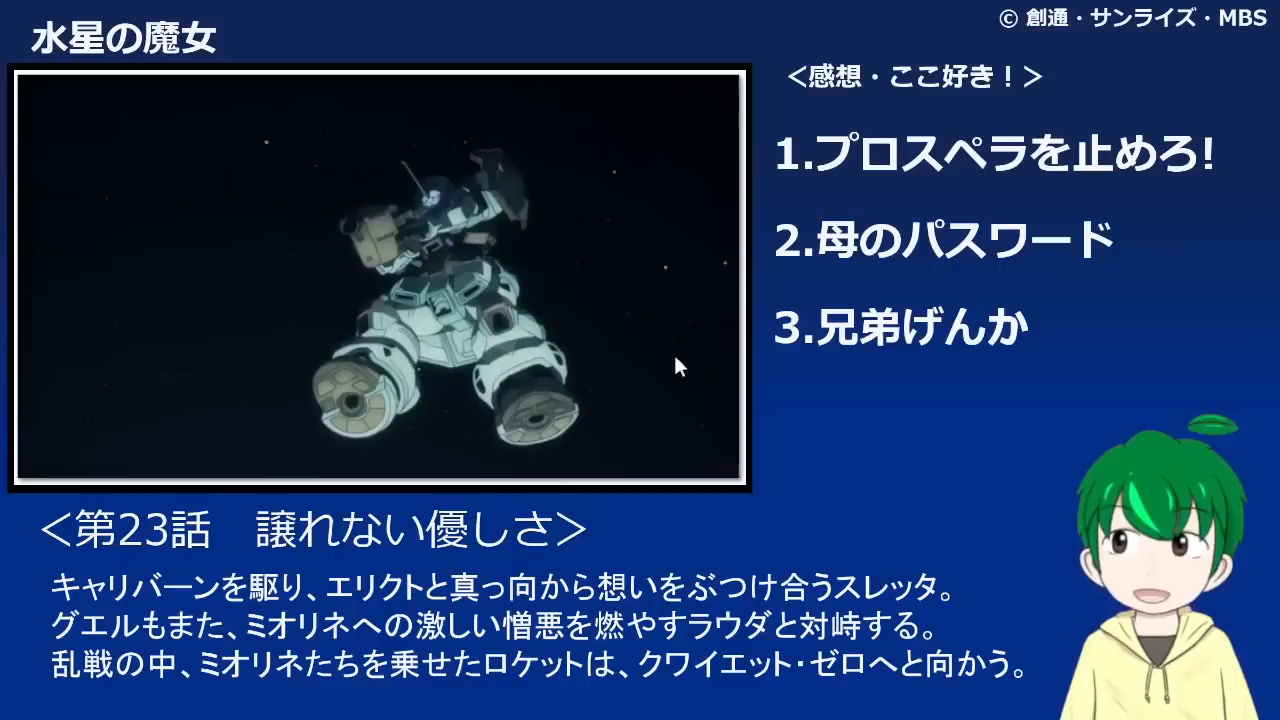 水星の魔女
© 創通・サンライズ・MBS
＜感想・ここ好き！＞
1.プロスペラを止めろ!
2.母のパスワード
3.兄弟げんか
＜第23話　譲れない優しさ＞
キャリバーンを駆り、エリクトと真っ向から想いをぶつけ合うスレッタ。
グエルもまた、ミオリネへの激しい憎悪を燃やすラウダと対峙する。
乱戦の中、ミオリネたちを乗せたロケットは、クワイエット・ゼロへと向かう。